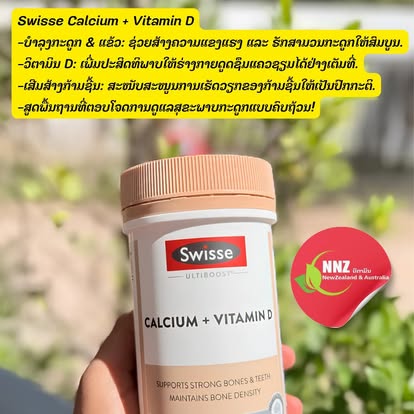 Swisse Calcium + Vitamin D
-ບຳລຸງກະດູກ & ແຂ້ວ: ຊ່ວຍສ້າງຄວາມແຂງແຮງ ແລະ ຮັກສາມວນກະດູກໃຫ້ສົມບູນ.
-ວິຕາມິນ D: ເພີ່ມປະສິດທິພາບໃຫ້ຮ່າງກາຍດູດຊຶມແຄວຊຽມໄດ້ຢ່າງເຕັມທີ່.
-ເສີມສ້າງກ້າມຊີ້ນ: ສະໜັບສະໜູນການເຮັດວຽກຂອງກ້າມຊີ້ນໃຫ້ເປັນປົກກະຕິ.
-ສູດພື້ນຖານທີ່ຕອບໂຈດການດູແລສຸຂະພາບກະດູກແບບຄົບຖ້ວນ!
Swisse
ULTIBOOST
CALCIUM + VITAMIN D
SUPPORTS STRONG BONES & TEETH
MAINTAINS BONE DENSITY
NNZ
NewZealand & Australia